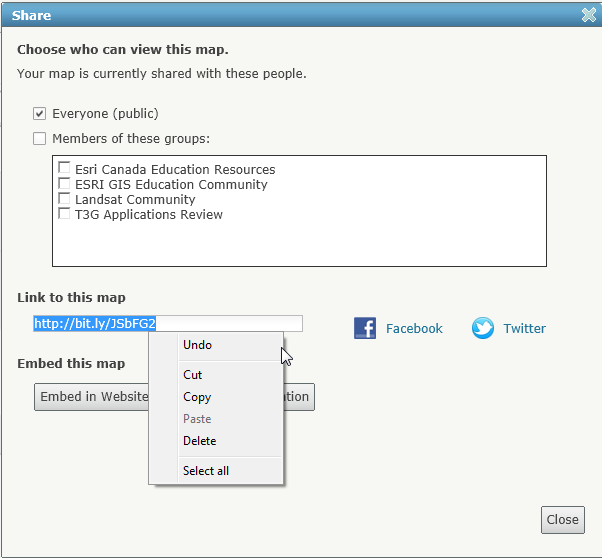 Share
Choose who can view this map.
Your map is currently shared with these people.
Everyone (public)
Members of these groups:
Esri Canada Education Resources
ESRI GIS Education Community
Landsat Community
T3G Applications Review
Link to this map
http://bit.ly/JSbFG2
Facebook
Twitter
Undo
Embed this map
Cut
Embed in Website
Copy
Paste
Delete
Select all
Close